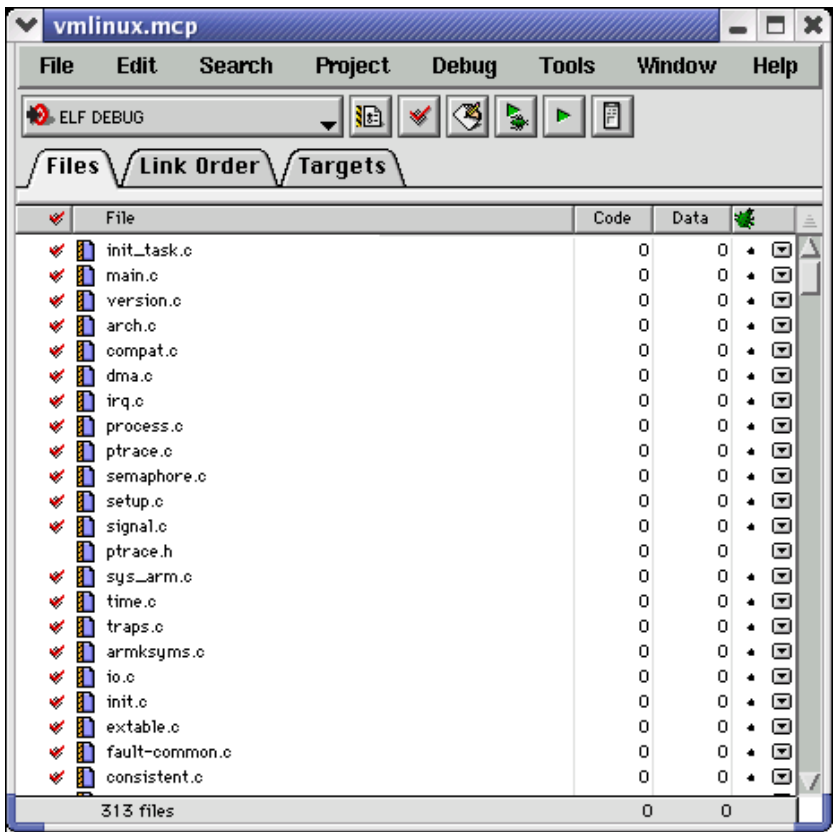 vmlinux.mcp
File Edit Search Project Debug Tools Window Help
ELF DEBUG
Files Link Order Targets
File Code Data
init_task.c 0 0
main.c 0 0
version.c 0 0
arch.c 0 0
compat.c 0 0
dma.c 0 0
irq.c 0 0
process.c 0 0
ptrace.c 0 0
semaphore.c 0 0
setup.c 0 0
signal.c 0 0
ptrace.h 0 0
sys_arm.c 0 0
time.c 0 0
traps.c 0 0
armksyms.c 0 0
io.c 0 0
init.c 0 0
extable.c 0 0
fault-common.c 0 0
consistent.c 0 0
313 files 0 0